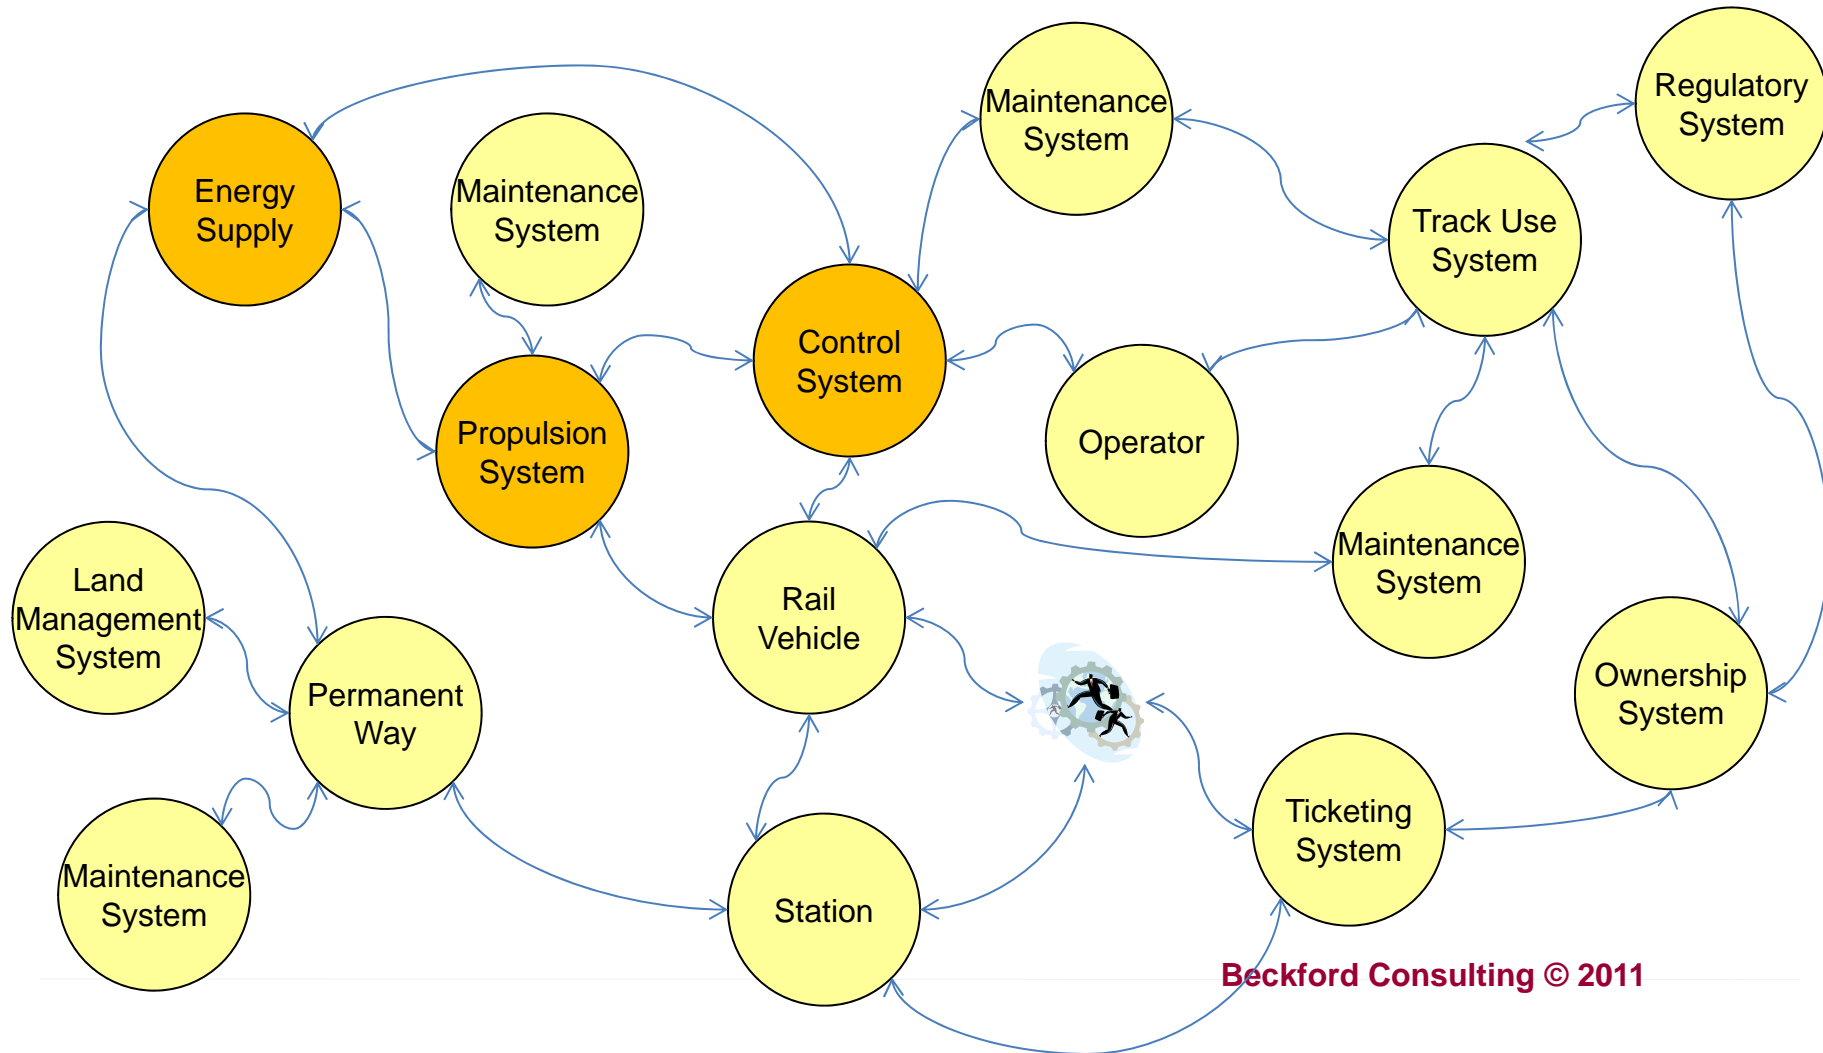 Regulatory
System
Maintenance
System
Energy
Supply
Maintenance
System
Track Use
System
Control
System
Propulsion
System
Operator
Maintenance
System
Land
Management
System
Rail
Vehicle
Permanent
Way
Ownership
System
Ticketing
System
Maintenance
System
Station
Beckford Consulting © 2011